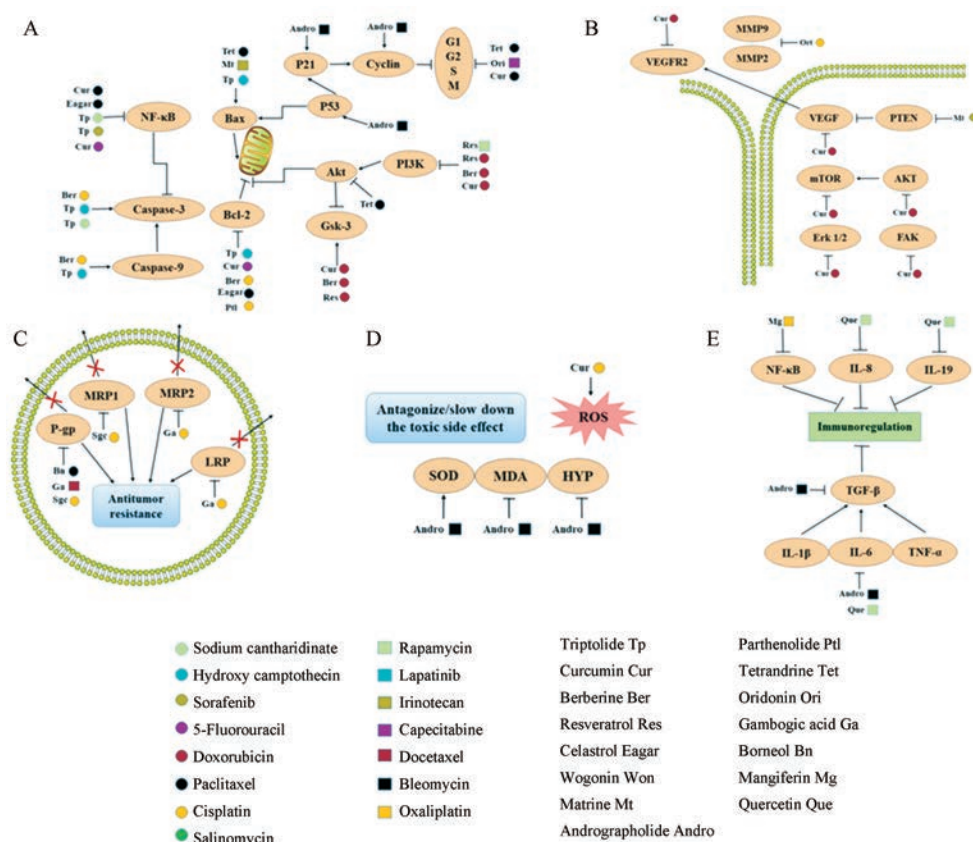 A
Andro
Andro
P21
Cyclin
G1
G2
S
M
Tet
Ori
Cur
Tet
Mt
Tp
Cur
Eagar
Tp
Tp
Cur
NF-κB
Bax
P53
Andro
Res
Res
Ber
Cur
PI3K
Akt
Tet
Ber
Tp
Tp
Caspase-3
Bcl-2
Gsk-3
Ber
Tp
Caspase-9
Tp
Cur
Ber
Eagar
Ptl
Cur
Ber
Res
B
Cur
VEGFR2
MMP9
MMP2
VEGF
PTEN
Mt
Cur
mTOR
AKT
Cur
Cur
Erk 1/2
FAK
Cur
Cur
C
MRP1
MRP2
P-gp
Sgc
Ga
LRP
Bn
Ga
Sgc
Ga
Antitumor
resistance
D
Cur
Antagonize/slow down
the toxic side effect
ROS
SOD
MDA
HYP
Andro
Andro
Andro
E
Mg
Que
Que
NF-κB
IL-8
IL-19
Immunoregulation
Andro
TGF-β
IL-1β
IL-6
TNF-α
Andro
Que
Sodium cantharidinate
Hydroxy camptothecin
Sorafenib
5-Fluorouracil
Doxorubicin
Paclitaxel
Cisplatin
Salinomycin
Rapamycin
Lapatinib
Irinotecan
Capecitabine
Docetaxel
Bleomycin
Oxaliplatin
Triptolide Tp
Curcumin Cur
Berberine Ber
Resveratrol Res
Celastrol Eagar
Wogonin Won
Matrine Mt
Andrographolide Andro
Parthenolide Ptl
Tetrandrine Tet
Oridonin Ori
Gambogic acid Ga
Borneol Bn
Mangiferin Mg
Quercetin Que